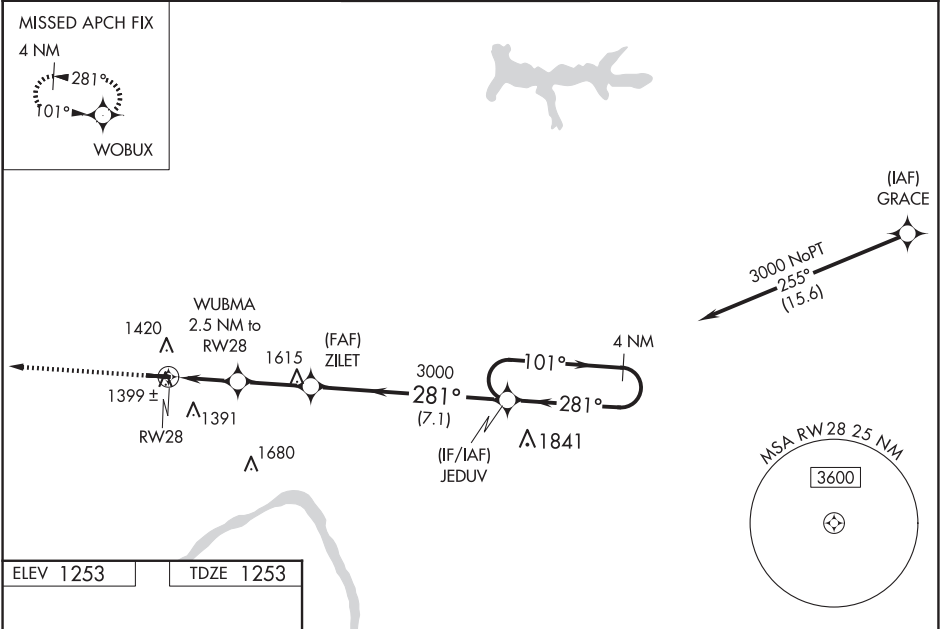 MISSED APCH FIX
4 NM
281°
101°
WOBUX
(IAF)
GRACE
3000 NoPT
255°
(15.6)
WUBMA
2.5 NM to
RW28
1420
1615
(FAF)
ZILET
3000
281°
(7.1)
101°
4 NM
281°
1399 ±
1391
RW28
1680
(IF/IAF)
JEDUV
1841
MSA RW28 25 NM
3600
ELEV 1253
TDZE 1253